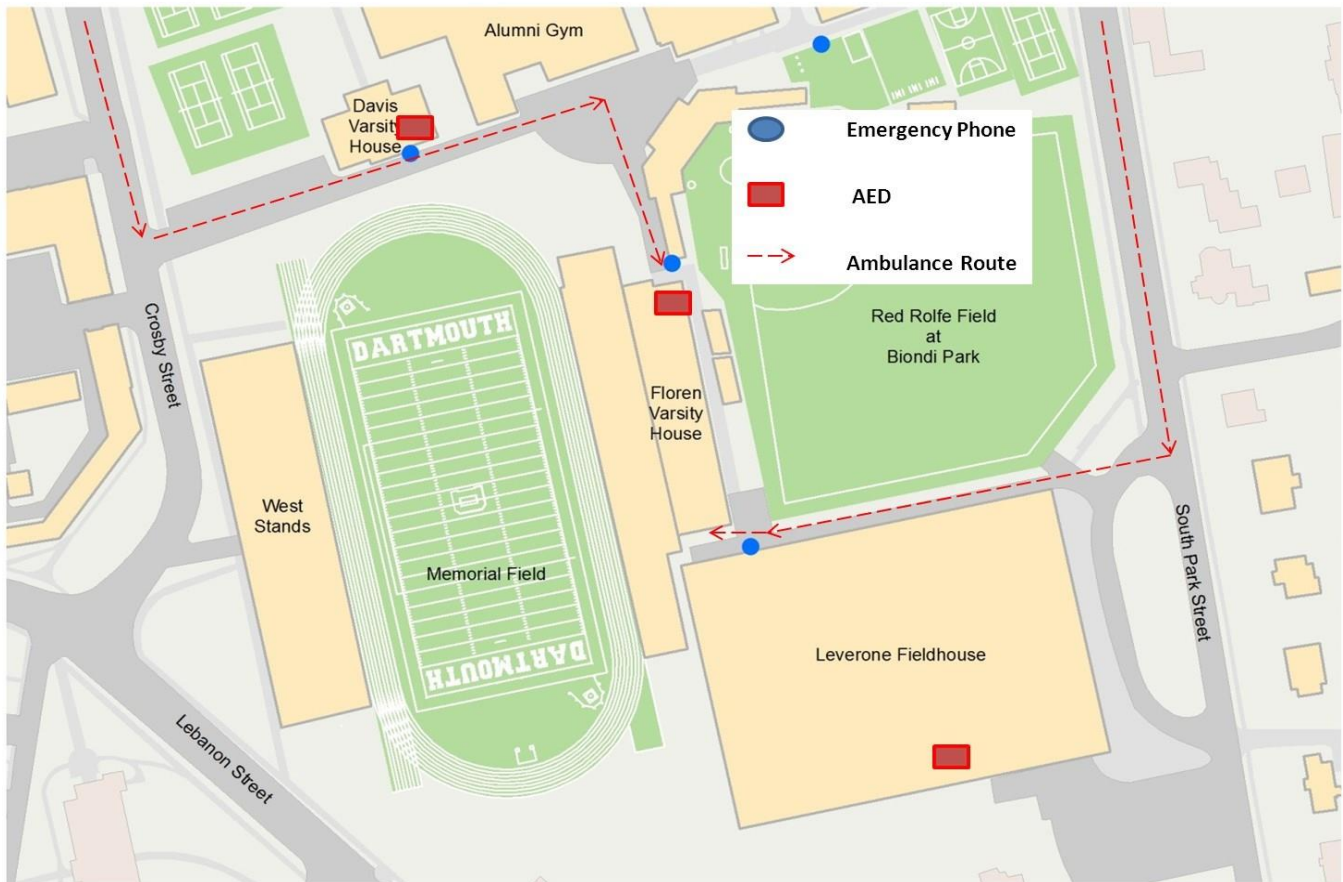 Alumni Gym
Davis
Varsity
House
Emergency Phone
AED
Ambulance Route
Crosby Street
DARTMOUTH
Red Rolfe Field
at
Biondi Park
Floren
Varsity
House
West
Stands
Memorial Field
DARTMOUTH
South Park Street
Leverone Fieldhouse
Lebanon Street